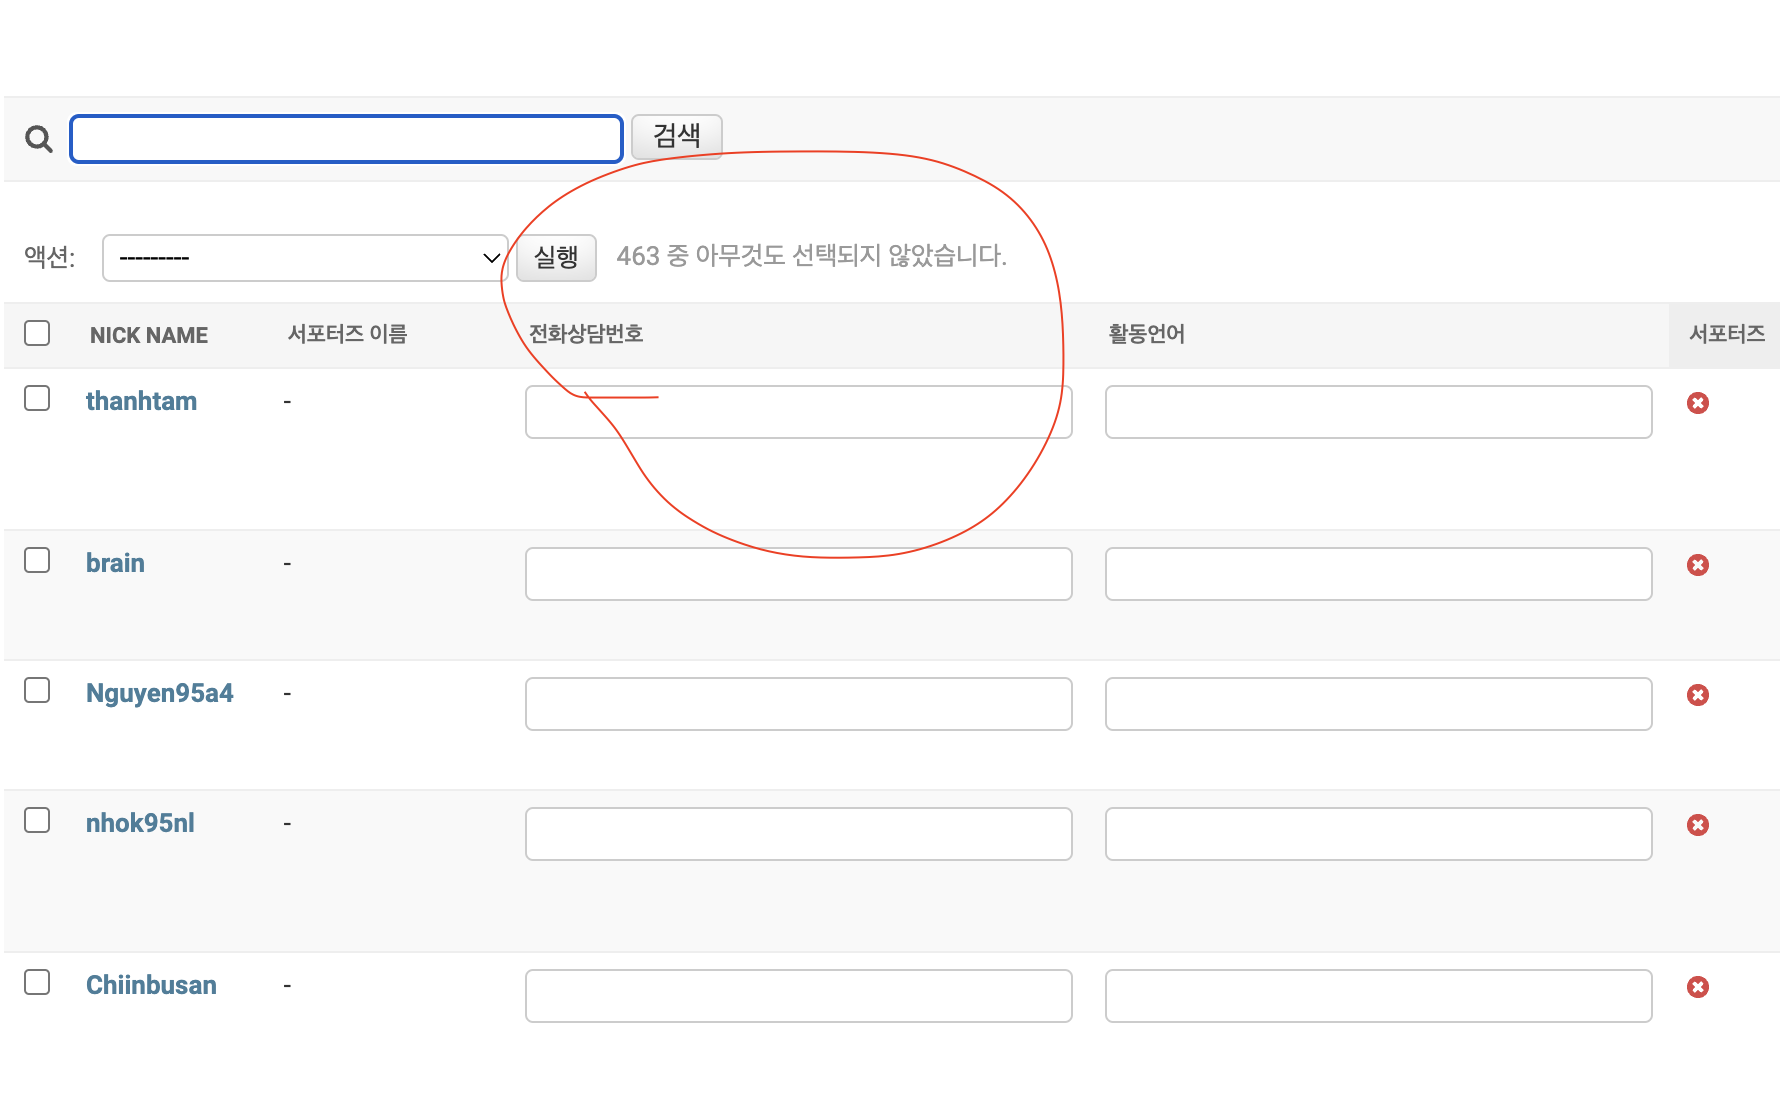 검색
액션: --------- 실행 463 중 아무것도 선택되지 않았습니다.
NICK NAME 서포터즈 이름 전화상담번호 활동언어 서포터즈
thanhtam -
brain -
Nguyen95a4 -
nhok95nl -
Chiinbusan -